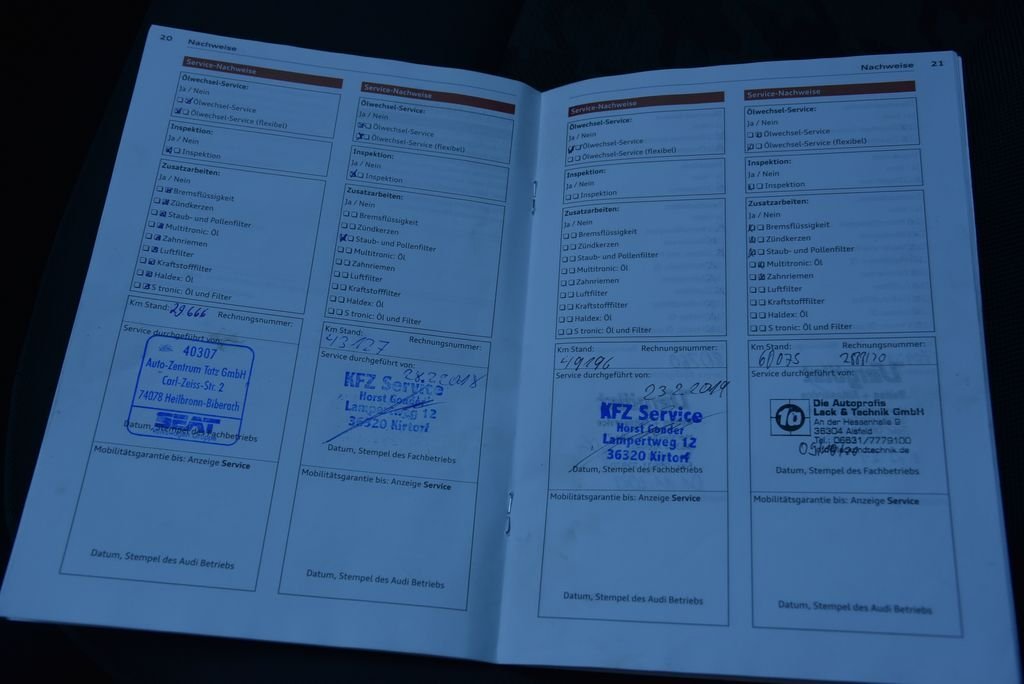 20 Nachweise
Service-Nachweise
Ölwechsel-Service:
Ja / Nein
Ölwechsel-Service
Ölwechsel-Service (flexibel)
Inspektion:
Ja / Nein
Inspektion
Zusatzarbeiten:
Ja / Nein
Bremsflüssigkeit
Zündkerzen
Staub- und Pollenfilter
Multitronic: Öl
Zahnriemen
Luftfilter
Kraftstofffilter
Haldex: Öl
S tronic: Öl und Filter
Km Stand: 29666 Rechnungsnummer:
Service durchgeführt von:
40307
Auto-Zentrum Tatz GmbH
Carl-Zeiss-Str. 2
74078 Heilbronn-Biberach
SEAT
Datum, Stempel des Fachbetriebs
Mobilitätsgarantie bis: Anzeige Service
Datum, Stempel des Audi Betriebs
Service-Nachweise
Ölwechsel-Service:
Ja / Nein
Ölwechsel-Service
Ölwechsel-Service (flexibel)
Inspektion:
Ja / Nein
Inspektion
Zusatzarbeiten:
Ja / Nein
Bremsflüssigkeit
Zündkerzen
Staub- und Pollenfilter
Multitronic: Öl
Zahnriemen
Luftfilter
Kraftstofffilter
Haldex: Öl
S tronic: Öl und Filter
Km Stand: Rechnungsnummer:
43127
Service durchgeführt von:
28.2.2018
KFZ Service
Horst Gonder
Lampertweg 12
36320 Kirtorf
Datum, Stempel des Fachbetriebs
Mobilitätsgarantie bis: Anzeige Service
Datum, Stempel des Audi Betriebs
Nachweise 21
Service-Nachweise
Ölwechsel-Service:
Ja / Nein
Ölwechsel-Service
Ölwechsel-Service (flexibel)
Inspektion:
Ja / Nein
Inspektion
Zusatzarbeiten:
Ja / Nein
Bremsflüssigkeit
Zündkerzen
Staub- und Pollenfilter
Multitronic: Öl
Zahnriemen
Luftfilter
Kraftstofffilter
Haldex: Öl
S tronic: Öl und Filter
Km Stand: Rechnungsnummer:
49196
Service durchgeführt von:
23.2.2019
KFZ Service
Horst Gonder
Lampertweg 12
36320 Kirtorf
Datum, Stempel des Fachbetriebs
Mobilitätsgarantie bis: Anzeige Service
Datum, Stempel des Audi Betriebs
Service-Nachweise
Ölwechsel-Service:
Ja / Nein
Ölwechsel-Service
Ölwechsel-Service (flexibel)
Inspektion:
Ja / Nein
Inspektion
Zusatzarbeiten:
Ja / Nein
Bremsflüssigkeit
Zündkerzen
Staub- und Pollenfilter
Multitronic: Öl
Zahnriemen
Luftfilter
Kraftstofffilter
Haldex: Öl
S tronic: Öl und Filter
Km Stand: Rechnungsnummer:
60075
Service durchgeführt von:
Die Autoprofis
Lack & Technik GmbH
An der Hessenhalle 9
36304 Alsfeld
Tel.: 06631/7779100
Datum, Stempel des Fachbetriebs
Mobilitätsgarantie bis: Anzeige Service
Datum, Stempel des Audi Betriebs